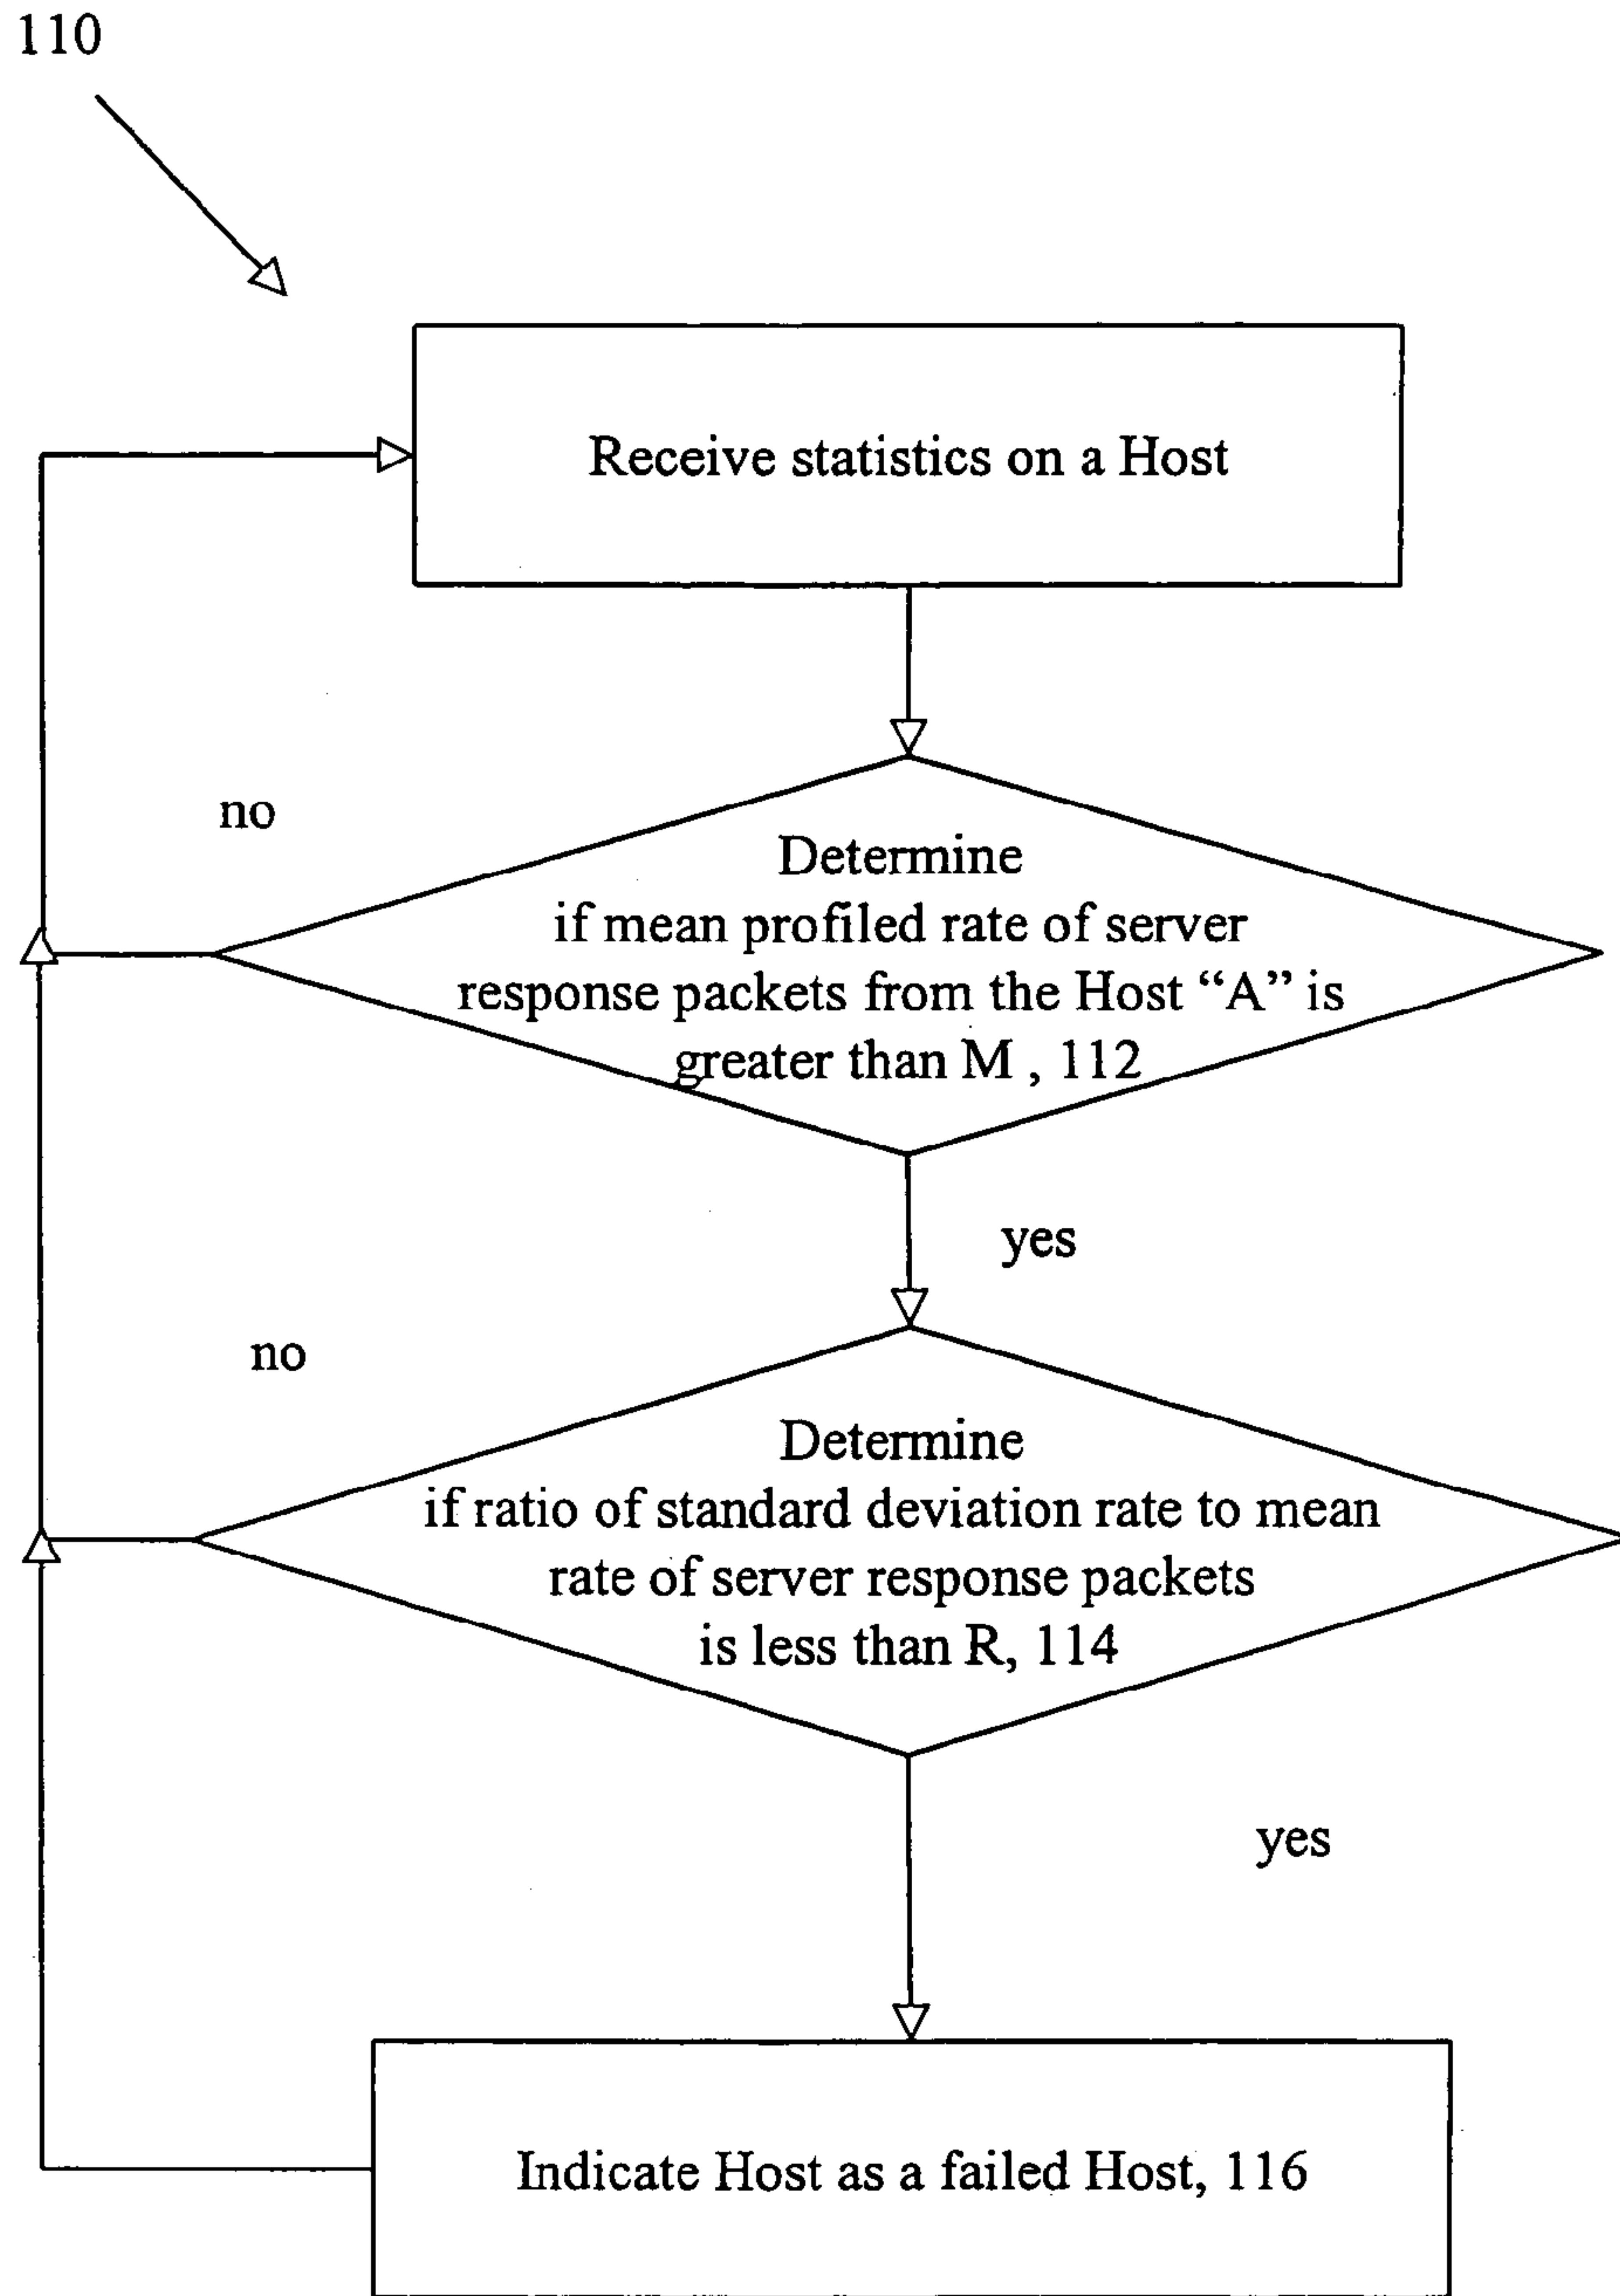 110
Receive statistics on a Host
no
Determine
if mean profiled rate of server
response packets from the Host “A” is
greater than M , 112
yes
no
Determine
if ratio of standard deviation rate to mean
rate of server response packets
is less than R, 114
yes
Indicate Host as a failed Host, 116